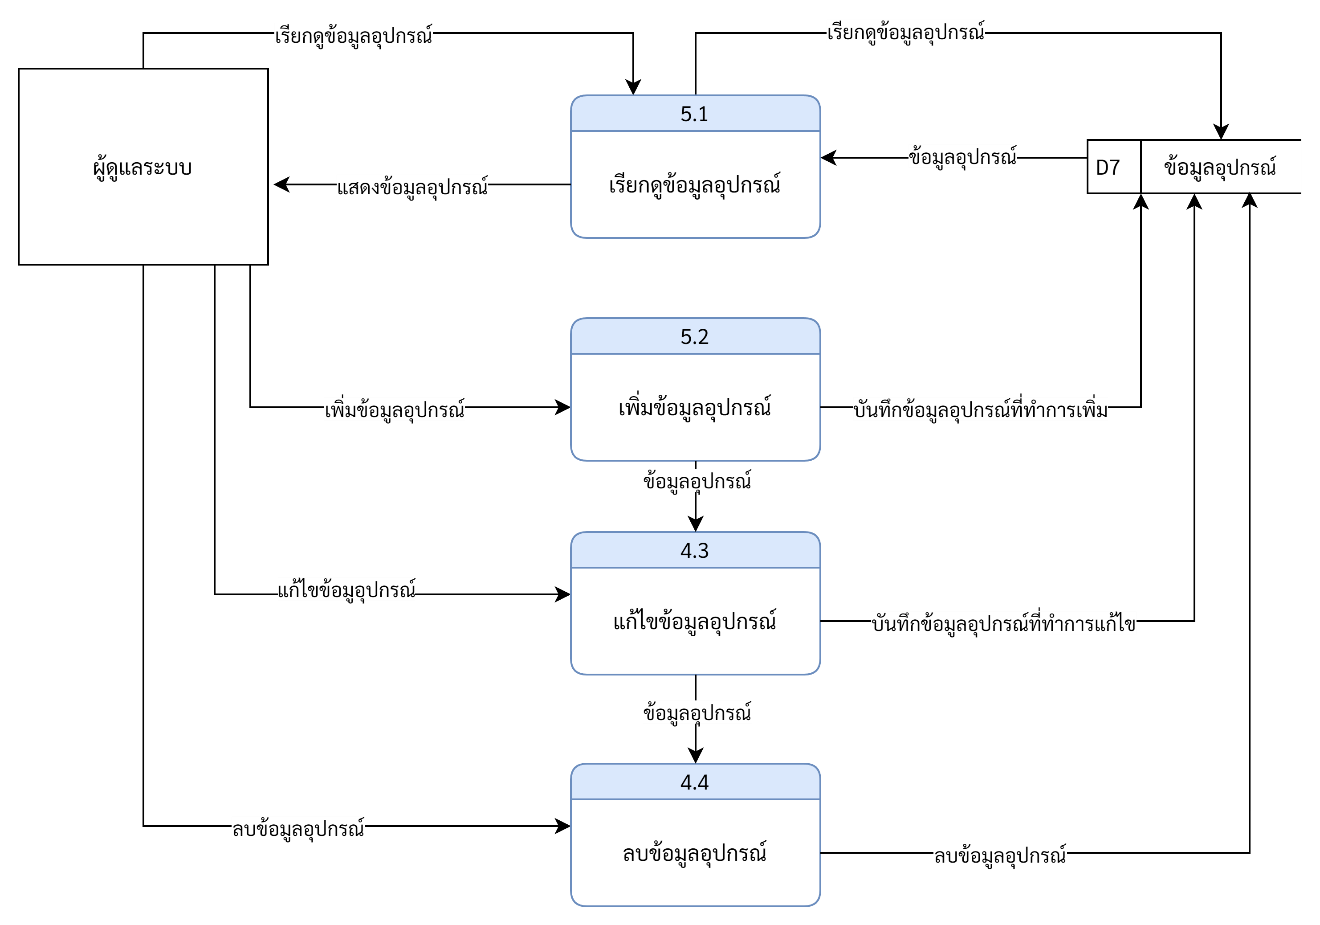 เรียกดูข้อมูลอุปกรณ์
เรียกดูข้อมูลอุปกรณ์
5.1
ผู้ดูแลระบบ
แสดงข้อมูลอุปกรณ์
เรียกดูข้อมูลอุปกรณ์
ข้อมูลอุปกรณ์
D7
ข้อมูลอุปกรณ์
5.2
เพิ่มข้อมูลอุปกรณ์
เพิ่มข้อมูลอุปกรณ์
บันทึกข้อมูลอุปกรณ์ที่ทำการเพิ่ม
ข้อมูลอุปกรณ์
4.3
แก้ไขข้อมูอุปกรณ์
แก้ไขข้อมูลอุปกรณ์
บันทึกข้อมูลอุปกรณ์ที่ทำการแก้ไข
ข้อมูลอุปกรณ์
4.4
ลบข้อมูลอุปกรณ์
ลบข้อมูลอุปกรณ์
ลบข้อมูลอุปกรณ์